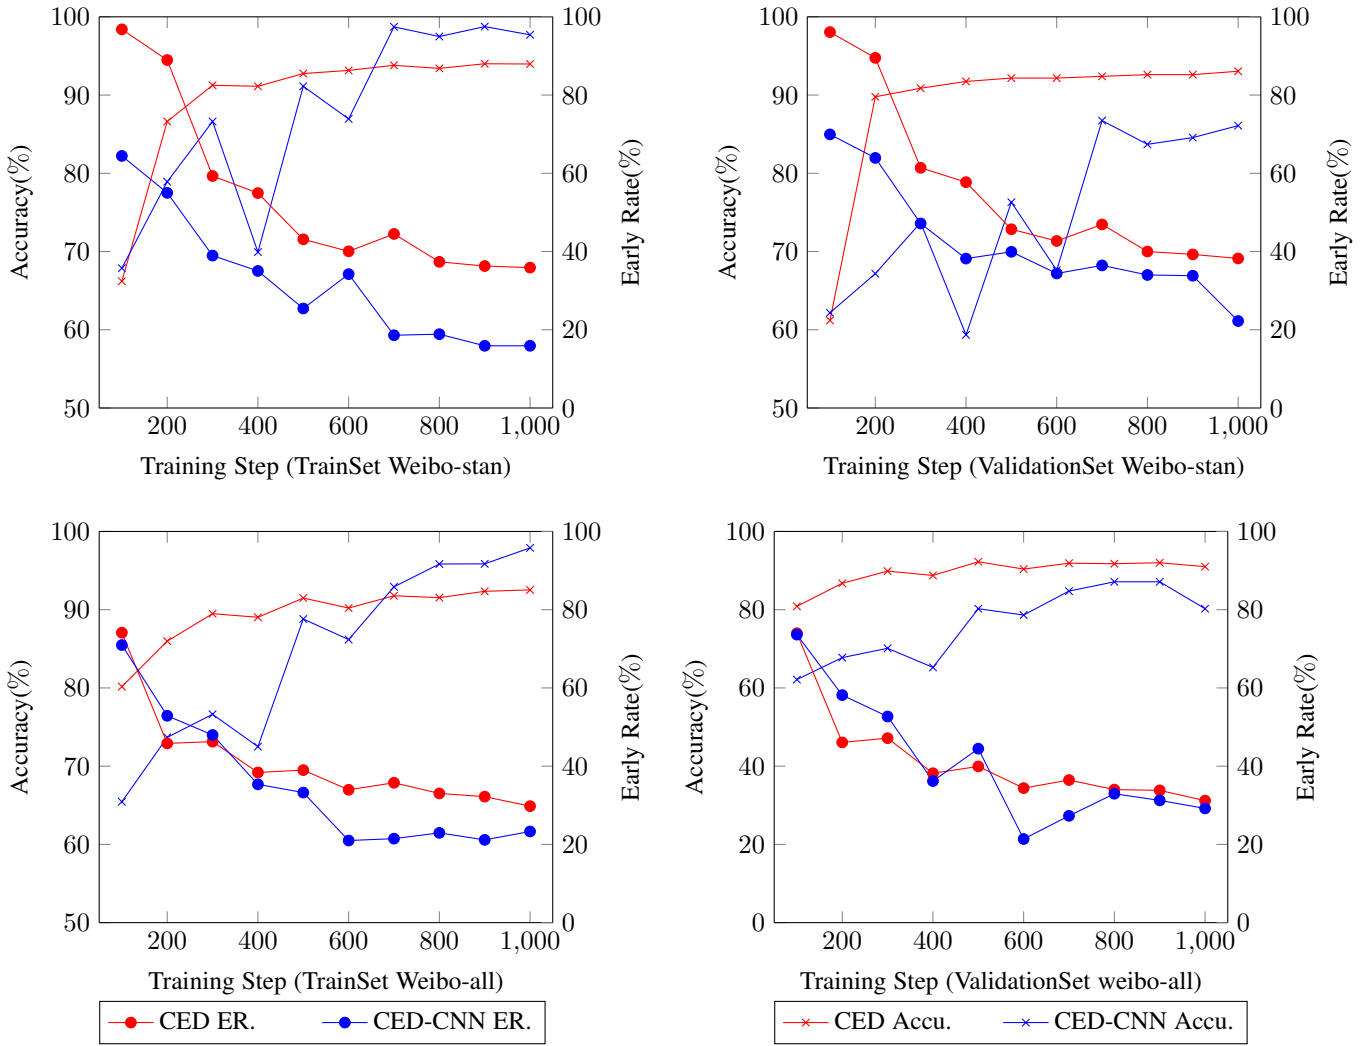 100
90
80
70
60
50
Accuracy(%)
100
80
60
40
20
0
Early Rate(%)
200 400 600 800 1,000
Training Step (TrainSet Weibo-stan)
100
90
80
70
60
50
Accuracy(%)
100
80
60
40
20
0
Early Rate(%)
200 400 600 800 1,000
Training Step (ValidationSet Weibo-stan)
100
90
80
70
60
50
Accuracy(%)
100
80
60
40
20
0
Early Rate(%)
200 400 600 800 1,000
Training Step (TrainSet Weibo-all)
100
80
60
40
20
0
Accuracy(%)
100
80
60
40
20
0
Early Rate(%)
200 400 600 800 1,000
Training Step (ValidationSet weibo-all)
CED ER. CED-CNN ER.
CED Accu. CED-CNN Accu.